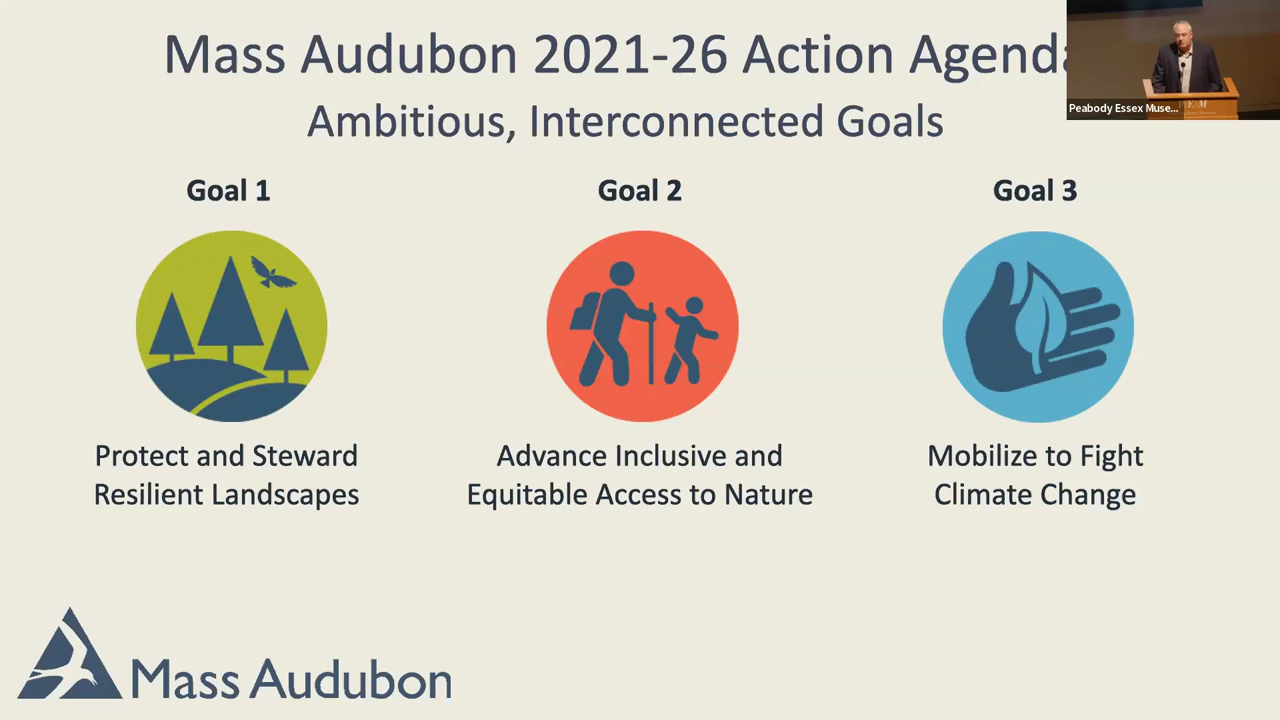 Mass Audubon 2021-26 Action Agenda
Peabody Essex Muse...
Ambitious, Interconnected Goals
Goal 1
Goal 2
Goal 3
Protect and Steward
Resilient Landscapes
Advance Inclusive and
Equitable Access to Nature
Mobilize to Fight
Climate Change
Mass Audubon